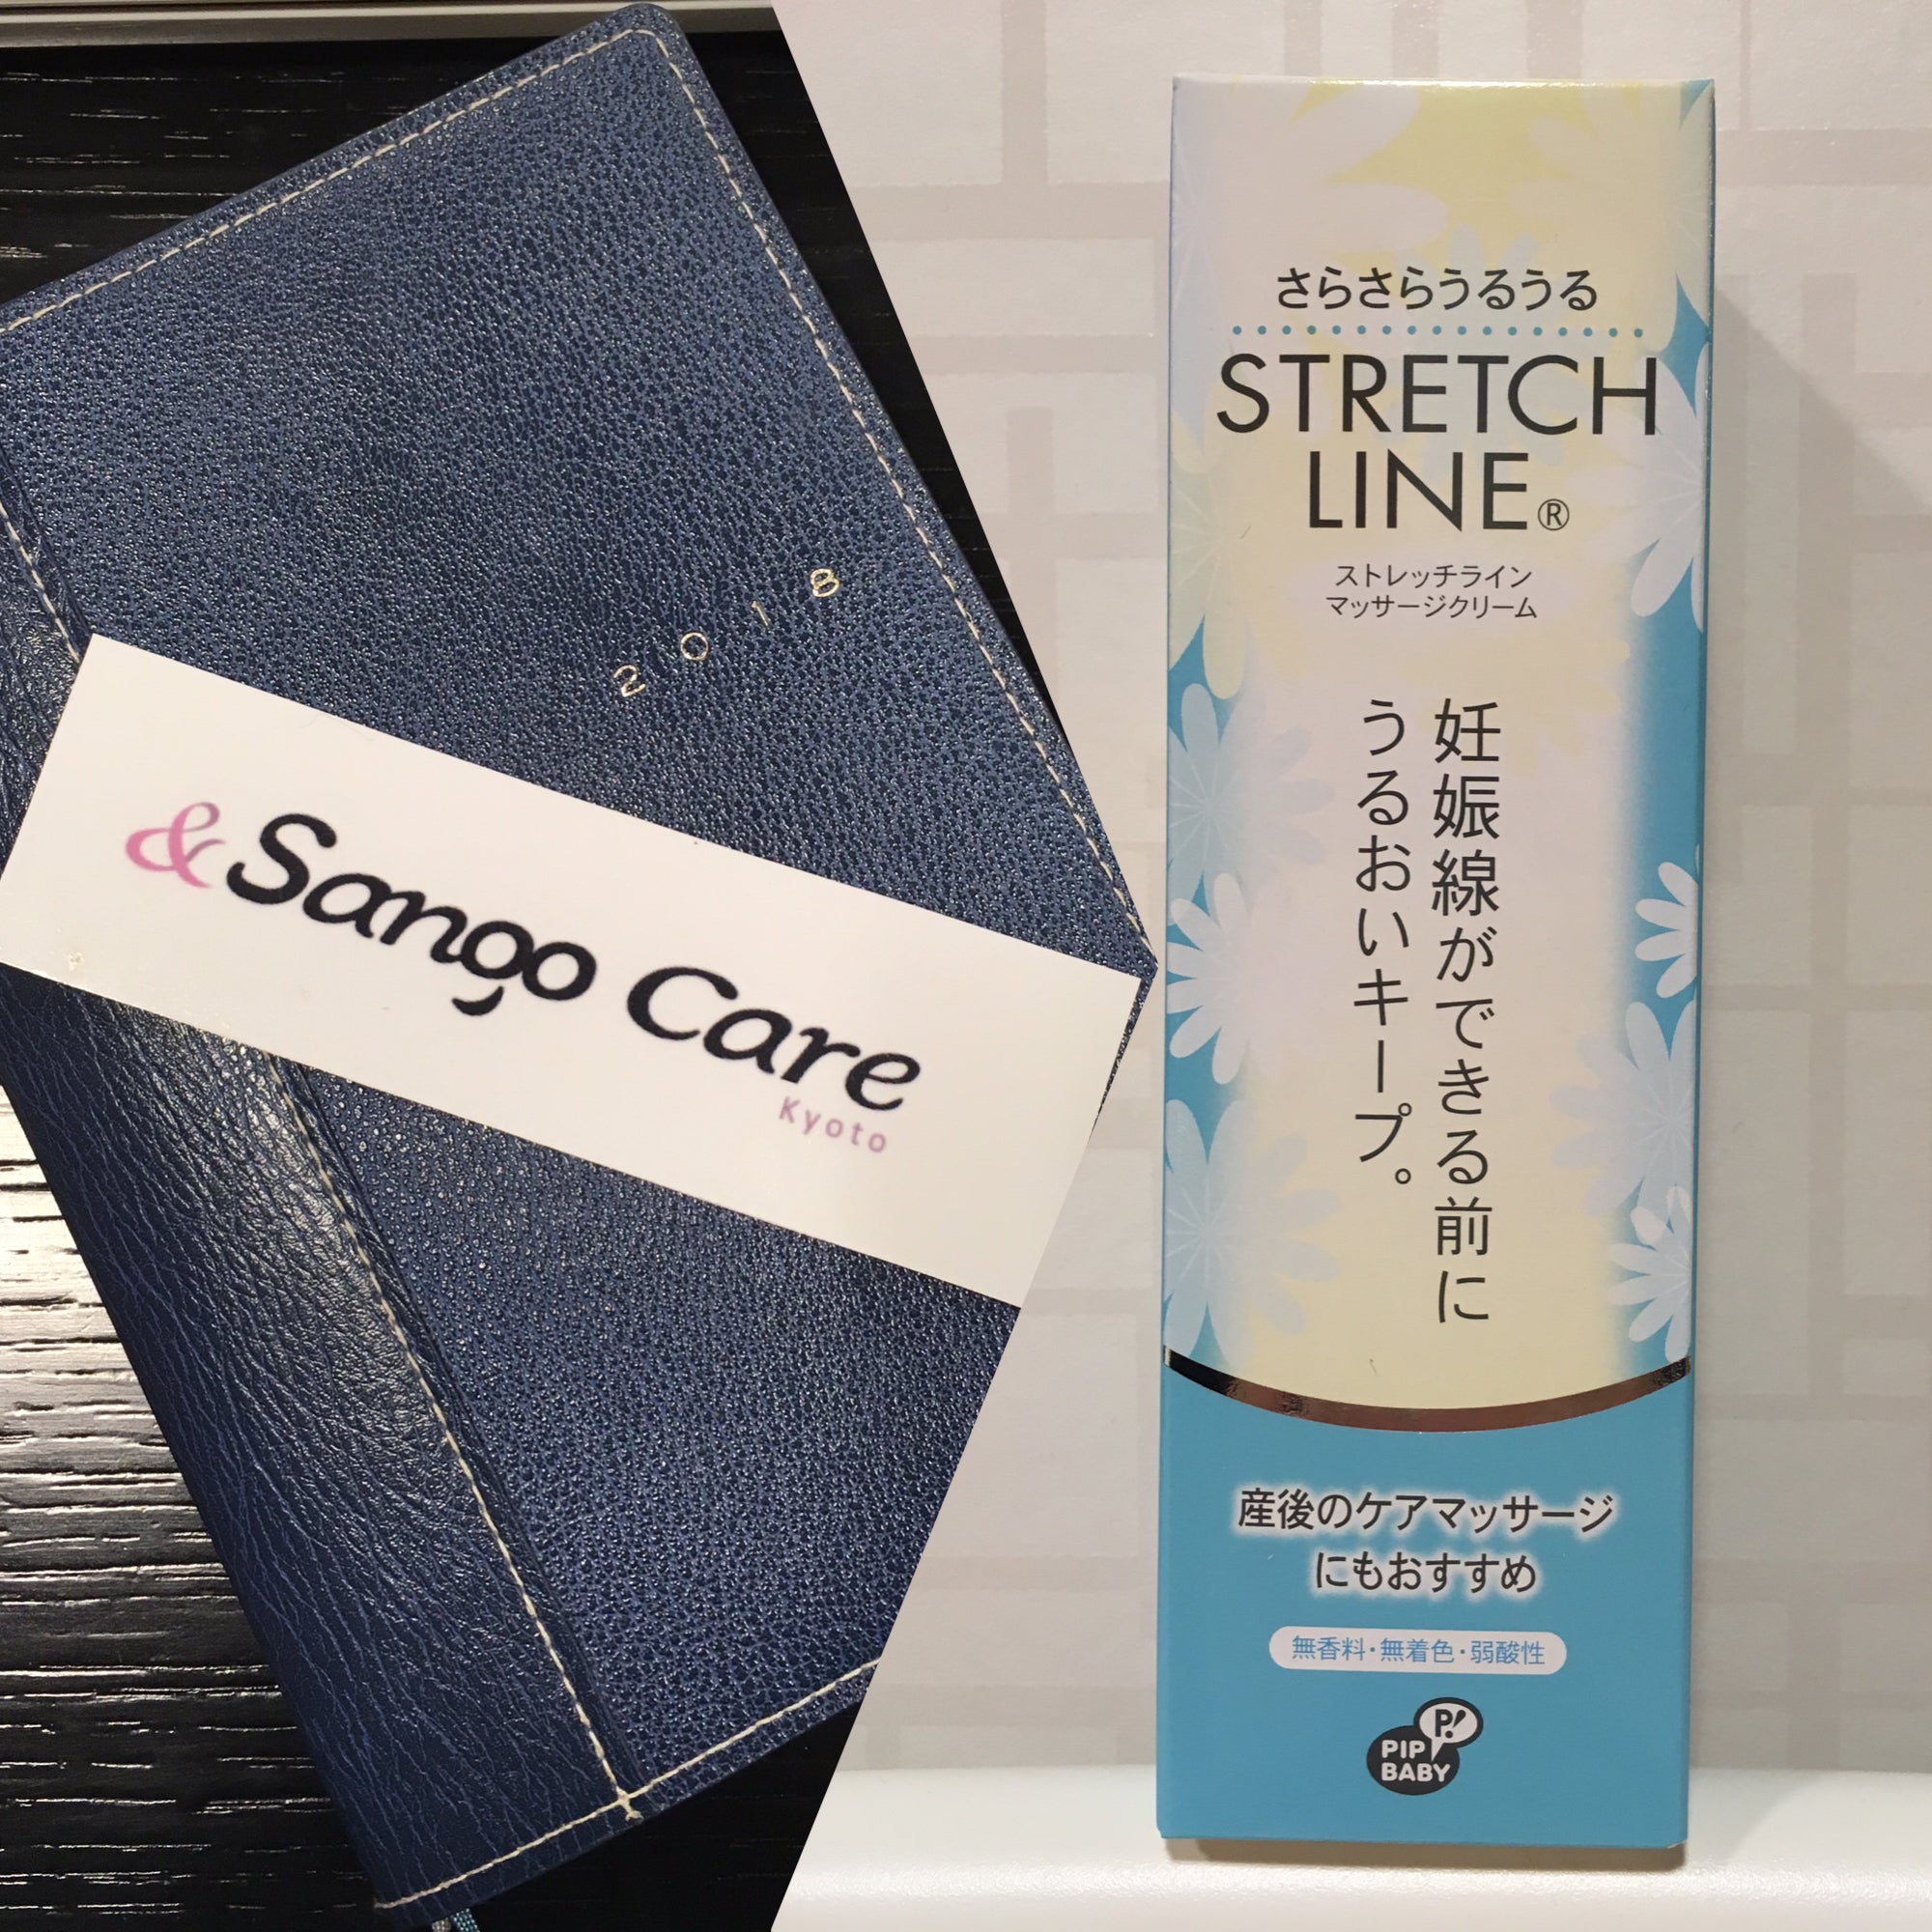 2018
&Sango Care
Kyoto
さらさらうるうる
STRETCH
LINE®
ストレッチライン
マッサージクリーム
妊娠線ができる前に
うるおいキープ。
産後のケアマッサージ
にもおすすめ
無香料・無着色・弱酸性
P!
PIP
BABY